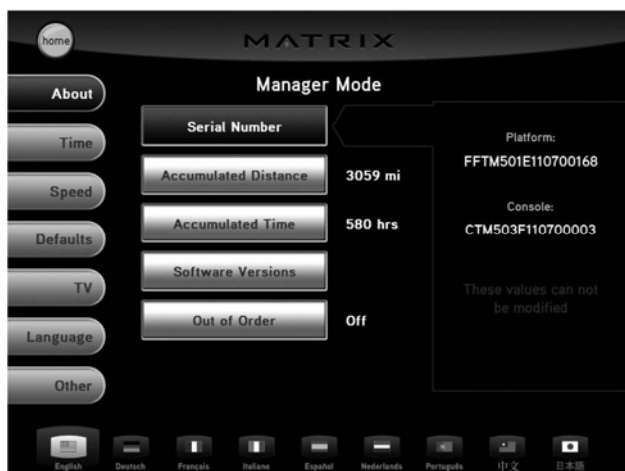 home
MATRIX
Manager Mode
About
Time
Speed
Defaults
TV
Language
Other
Serial Number
Accumulated Distance
3059 mi
Accumulated Time
580 hrs
Software Versions
Out of Order
Off
Platform:
FFTM501E110700168
Console:
CTM503F110700003
These values can not
be modified
English
Deutsch
Français
Italiano
Español
Nederlands
Português
中文
日本語